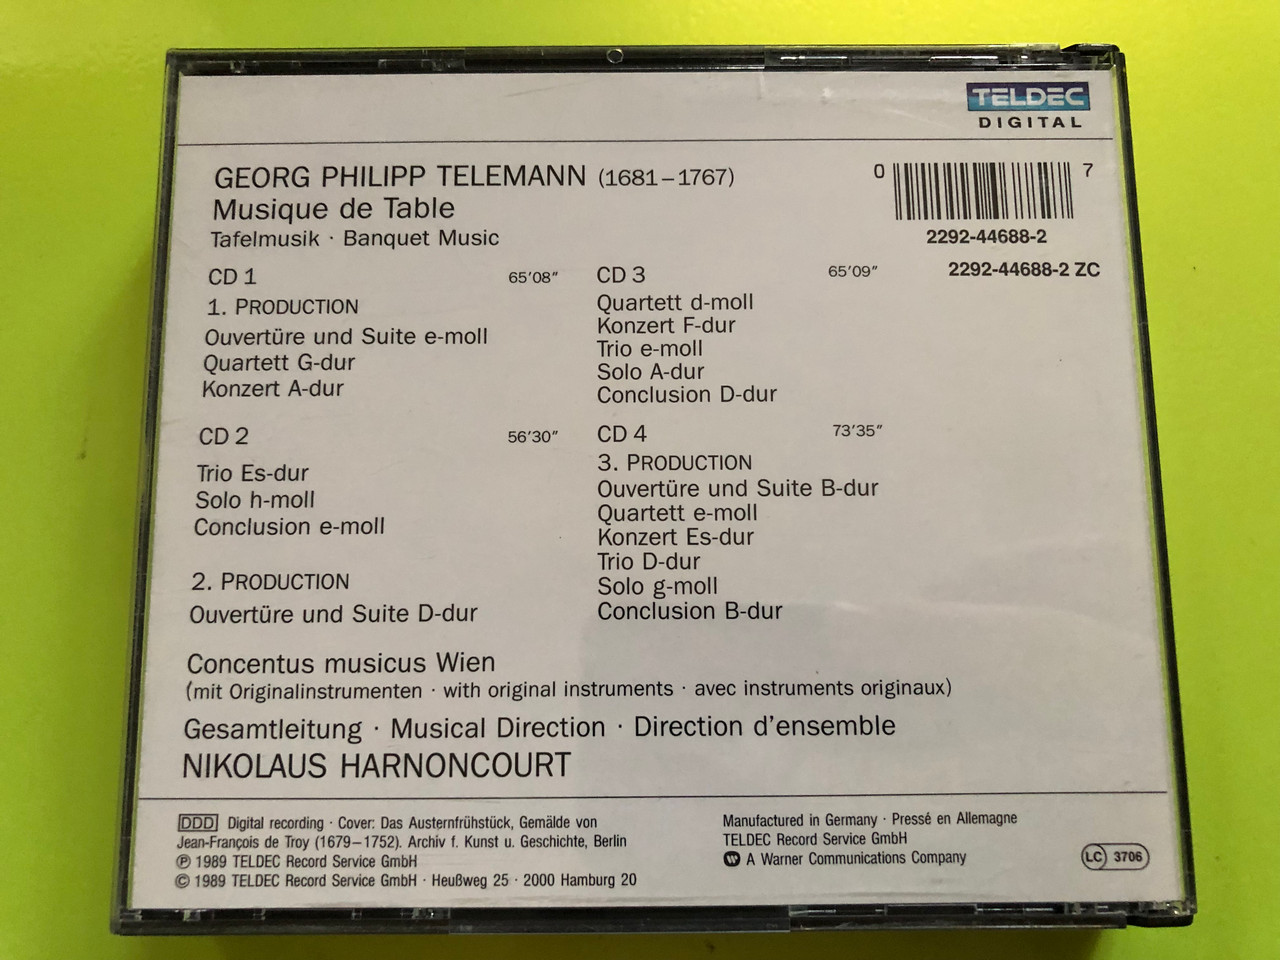 TELDEC
DIGITAL
GEORG PHILIPP TELEMANN (1681–1767)
Musique de Table
Tafelmusik · Banquet Music
0 7
2292-44688-2
2292-44688-2 ZC
CD 1 65'08"
1. PRODUCTION
Ouvertüre und Suite e-moll
Quartett G-dur
Konzert A-dur
CD 2 56'30"
Trio Es-dur
Solo h-moll
Conclusion e-moll
2. PRODUCTION
Ouvertüre und Suite D-dur
CD 3 65'09"
Quartett d-moll
Konzert F-dur
Trio e-moll
Solo A-dur
Conclusion D-dur
CD 4 73'35"
3. PRODUCTION
Ouvertüre und Suite B-dur
Quartett e-moll
Konzert Es-dur
Trio D-dur
Solo g-moll
Conclusion B-dur
Concentus musicus Wien
(mit Originalinstrumenten · with original instruments · avec instruments originaux)
Gesamtleitung · Musical Direction · Direction d'ensemble
NIKOLAUS HARNONCOURT
DDD Digital recording · Cover: Das Austernfrühstück, Gemälde von
Jean-François de Troy (1679–1752). Archiv f. Kunst u. Geschichte, Berlin
℗ 1989 TELDEC Record Service GmbH
© 1989 TELDEC Record Service GmbH · Heußweg 25 · 2000 Hamburg 20
Manufactured in Germany · Pressé en Allemagne
TELDEC Record Service GmbH
A Warner Communications Company
LC 3706